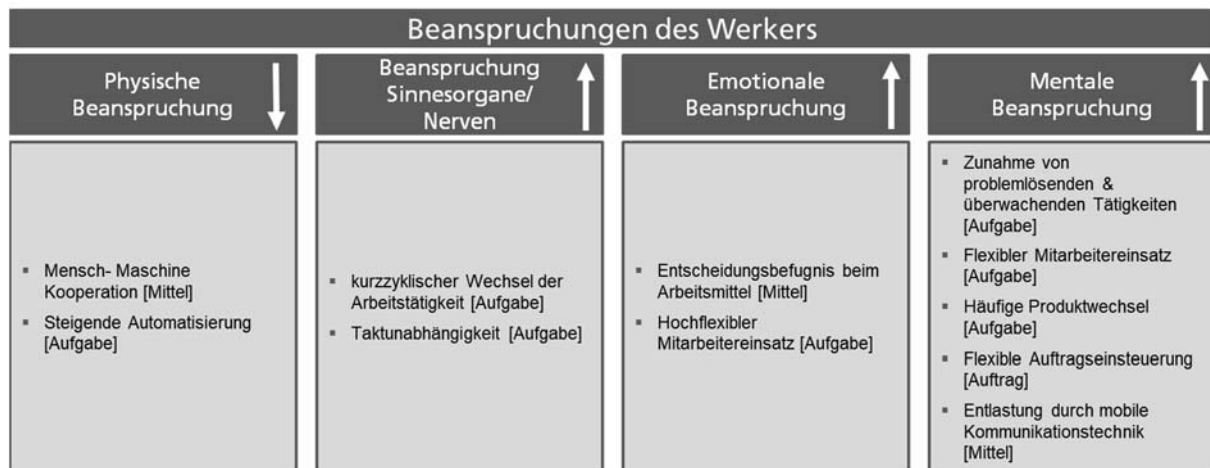 Beanspruchungen des Werkers
Physische
Beanspruchung
Beanspruchung
Sinnesorgane/
Nerven
Emotionale
Beanspruchung
Mentale
Beanspruchung
▪ Mensch- Maschine
Kooperation [Mittel]
▪ Steigende Automatisierung
[Aufgabe]
▪ kurzzyklischer Wechsel der
Arbeitstätigkeit [Aufgabe]
▪ Taktunabhängigkeit [Aufgabe]
▪ Entscheidungsbefugnis beim
Arbeitsmittel [Mittel]
▪ Hochflexibler
Mitarbeitereinsatz [Aufgabe]
▪ Zunahme von
problemlösenden &
überwachenden Tätigkeiten
[Aufgabe]
▪ Flexibler Mitarbeitereinsatz
[Aufgabe]
▪ Häufige Produktwechsel
[Aufgabe]
▪ Flexible Auftragseinsteuerung
[Auftrag]
▪ Entlastung durch mobile
Kommunikationstechnik
[Mittel]